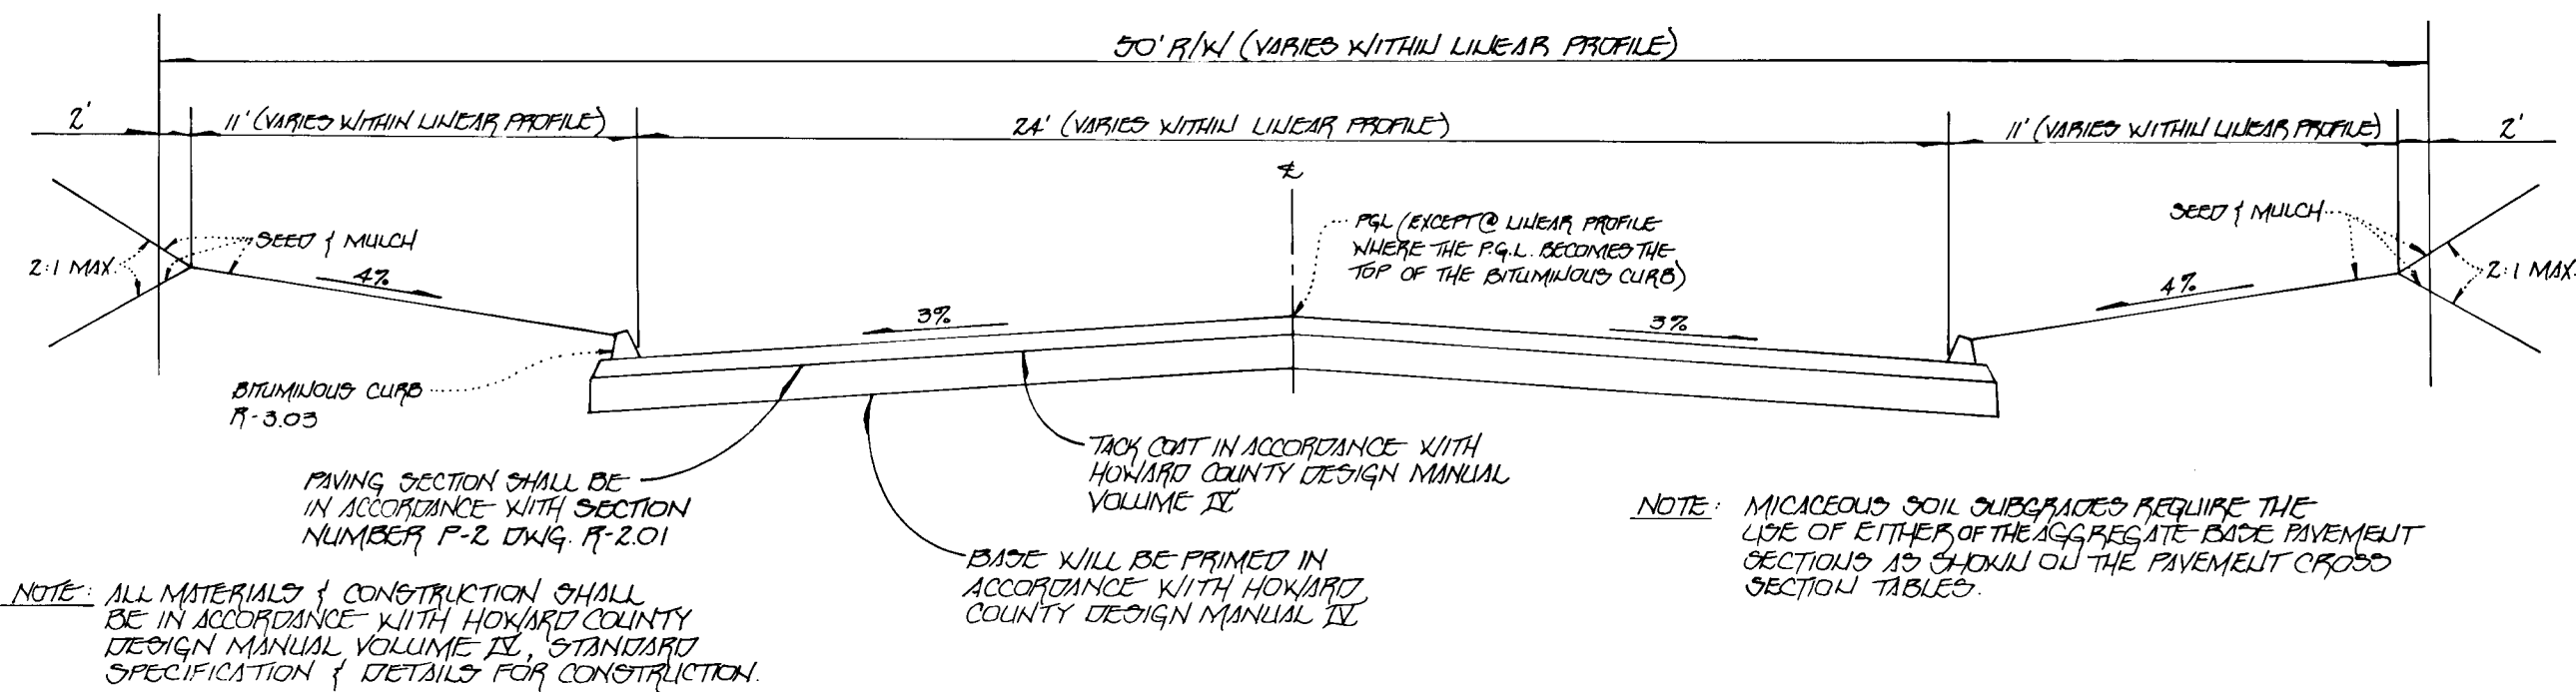 50' R/W (VARIES WITHIN LINEAR PROFILE)
2'
11' (VARIES WITHIN LINEAR PROFILE)
24' (VARIES WITHIN LINEAR PROFILE)
11' (VARIES WITHIN LINEAR PROFILE)
2'
℄
PGL (EXCEPT @ LINEAR PROFILE
WHERE THE P.G.L. BECOMES THE
TOP OF THE BITUMINOUS CURB)
SEED & MULCH
SEED & MULCH
2:1 MAX.
2:1 MAX.
4%
4%
3%
3%
BITUMINOUS CURB
R-3.03
PAVING SECTION SHALL BE
IN ACCORDANCE WITH SECTION
NUMBER P-2 DWG. R-2.01
TACK COAT IN ACCORDANCE WITH
HOWARD COUNTY DESIGN MANUAL
VOLUME IV
BASE WILL BE PRIMED IN
ACCORDANCE WITH HOWARD
COUNTY DESIGN MANUAL IV
NOTE: MICACEOUS SOIL SUBGRADES REQUIRE THE
USE OF EITHER OF THE AGGREGATE BASE PAVEMENT
SECTIONS AS SHOWN ON THE PAVEMENT CROSS
SECTION TABLES.
NOTE: ALL MATERIALS & CONSTRUCTION SHALL
BE IN ACCORDANCE WITH HOWARD COUNTY
DESIGN MANUAL VOLUME IV, STANDARD
SPECIFICATION & DETAILS FOR CONSTRUCTION.